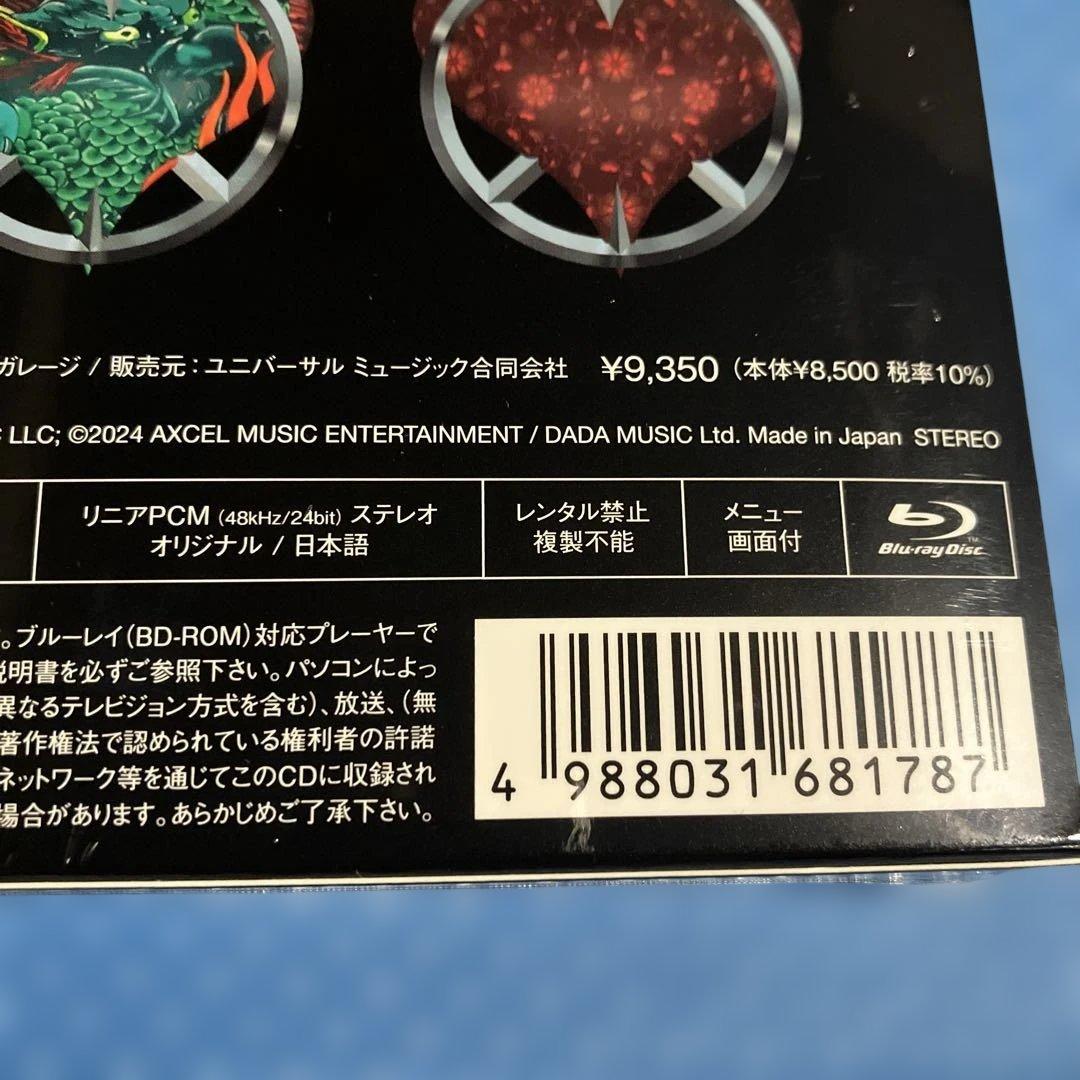 ガレージ / 販売元：ユニバーサル ミュージック合同会社 ¥9,350（本体¥8,500 税率10%）
LLC; ©2024 AXCEL MUSIC ENTERTAINMENT / DADA MUSIC Ltd. Made in Japan STEREO
リニアPCM (48kHz/24bit) ステレオ
オリジナル / 日本語
レンタル禁止
複製不能
メニュー
画面付
Blu-ray Disc TM
。ブルーレイ（BD-ROM）対応プレーヤーで
説明書を必ずご参照下さい。パソコンによっ
異なるテレビジョン方式を含む）、放送、（無
著作権法で認められている権利者の許諾
ネットワーク等を通じてこのCDに収録され
場合があります。あらかじめご了承下さい。
4 988031 681787